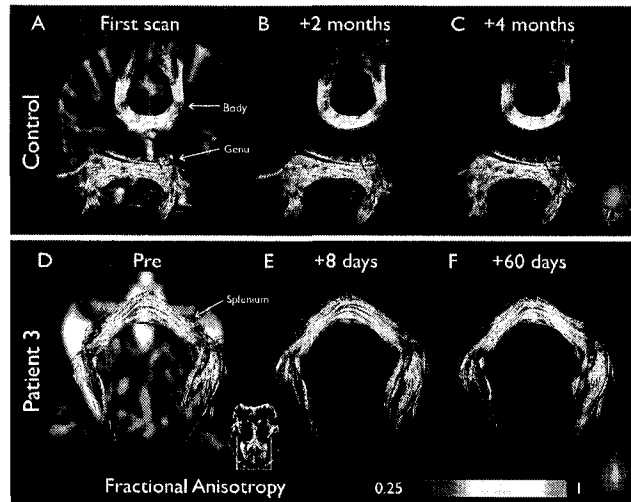 A First scan B +2 months C +4 months
Control
Body
Genu
D Pre E +8 days F +60 days
Patient 3
Splenium
Fractional Anisotropy 0.25 1